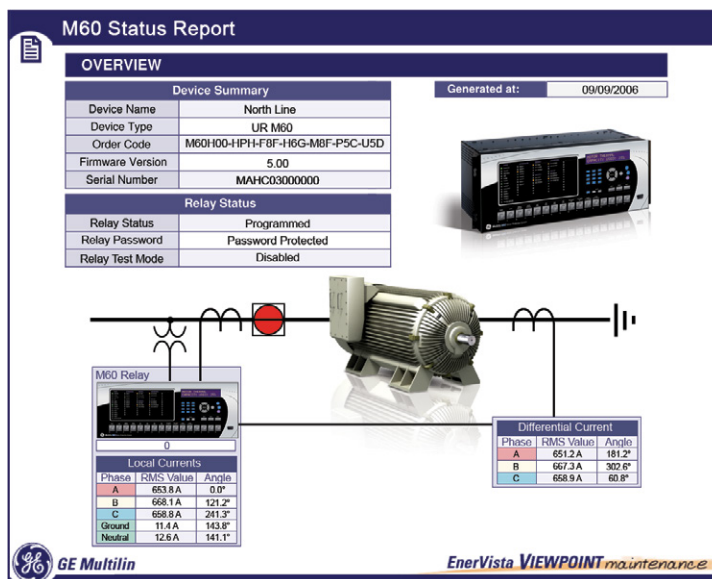 M60 Status Report
OVERVIEW
Device Summary
Device Name North Line
Device Type UR M60
Order Code M60H00-HPH-F8F-H6G-M8F-P5C-U5D
Firmware Version 5.00
Serial Number MAHC03000000
Generated at: 09/09/2006
Relay Status
Relay Status Programmed
Relay Password Password Protected
Relay Test Mode Disabled
M60 Relay
0
Local Currents
Phase RMS Value Angle
A 653.8 A 0.0°
B 668.1 A 121.2°
C 658.8 A 241.3°
Ground 11.4 A 143.8°
Neutral 12.6 A 141.1°
Differential Current
Phase RMS Value Angle
A 651.2 A 181.2°
B 667.3 A 302.6°
C 658.9 A 60.8°
GE Multilin
EnerVista VIEWPOINT maintenance